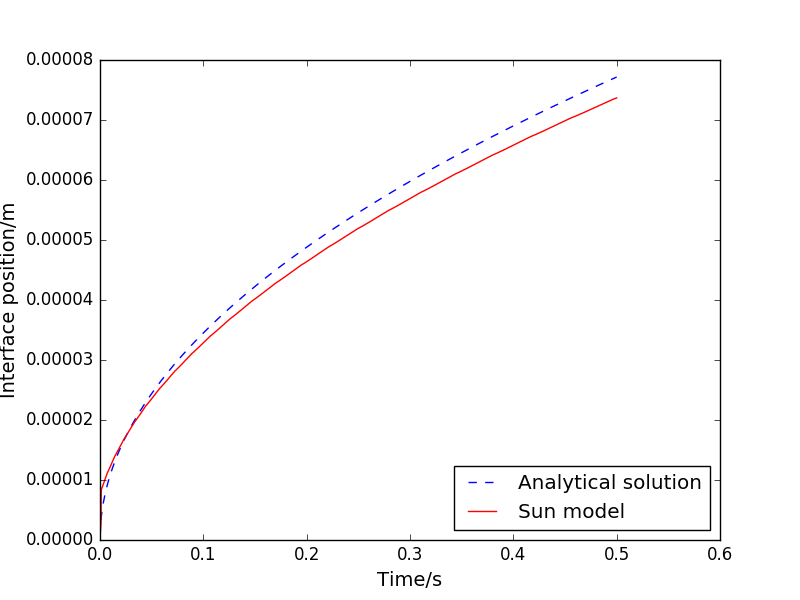 0.00008
0.00007
0.00006
0.00005
0.00004
0.00003
0.00002
0.00001
0.00000
Interface position/m
0.0 0.1 0.2 0.3 0.4 0.5 0.6
Time/s
Analytical solution
Sun model